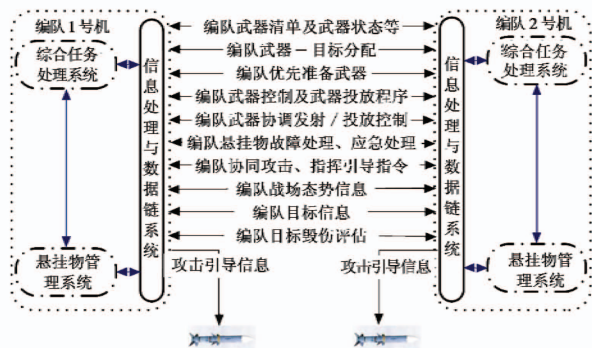 编队1号机
综合任务
处理系统
悬挂物管
理系统
信息处理与数据链系统
编队武器清单及武器状态等
编队武器－目标分配
编队优先准备武器
编队武器控制及武器投放程序
编队武器协调发射/投放控制
编队悬挂物故障处理、应急处理
编队协同攻击、指挥引导指令
编队战场态势信息
编队目标信息
编队目标毁伤评估
攻击引导信息
攻击引导信息
信息处理与数据链系统
编队2号机
综合任务
处理系统
悬挂物管
理系统